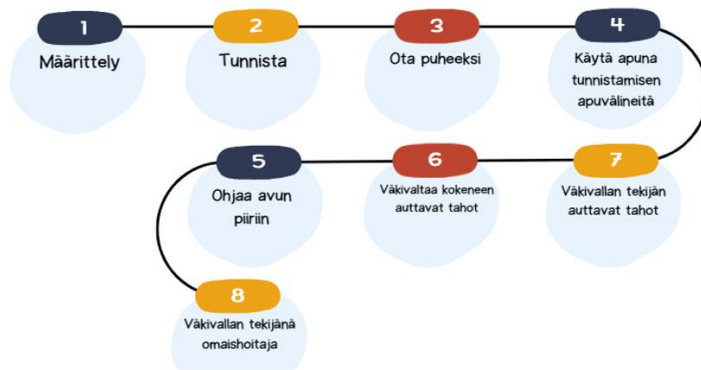 1
Määrittely
2
Tunnista
3
Ota puheeksi
4
Käytä apuna
tunnistamisen
apuvälineitä
5
Ohjaa avun
piiriin
6
Väkivaltaa kokeneen
auttavat tahot
7
Väkivallan tekijän
auttavat tahot
8
Väkivallan tekijänä
omaishoitaja